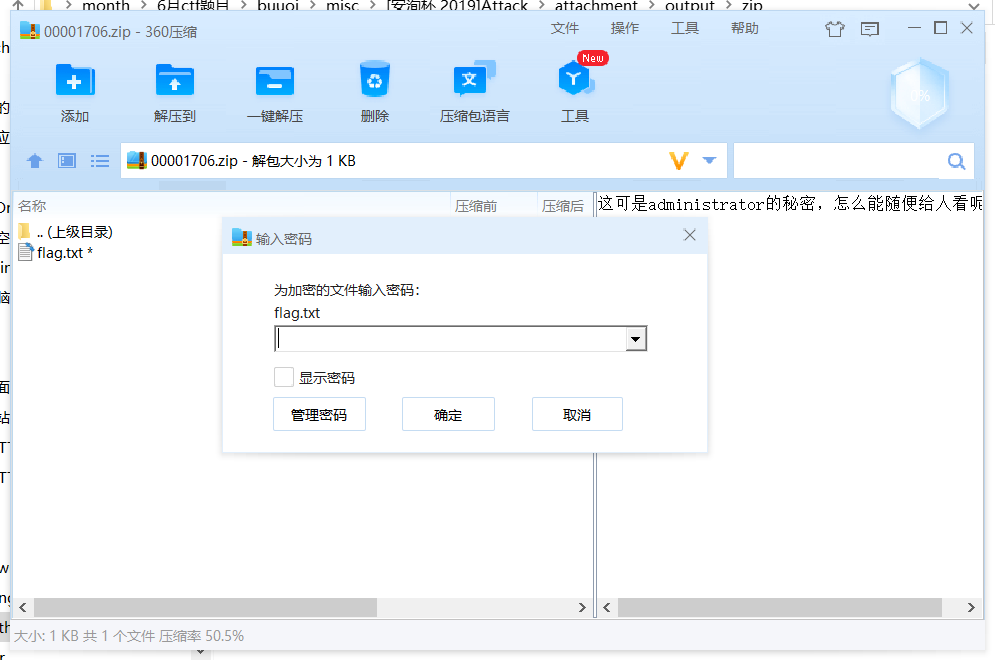 month › 6月ctf题目 › buuoj › misc › [安洵杯 2019]Attack › attachment › output › zip
00001706.zip - 360压缩
文件 操作 工具 帮助
New
添加 解压到 一键解压 删除 压缩包语言 工具
00001706.zip - 解包大小为 1 KB
名称 压缩前 压缩后
这可是administrator的秘密，怎么能随便给人看呢
.. (上级目录)
flag.txt *
输入密码
为加密的文件输入密码：
flag.txt
显示密码
管理密码 确定 取消
大小: 1 KB 共 1 个文件 压缩率 50.5%